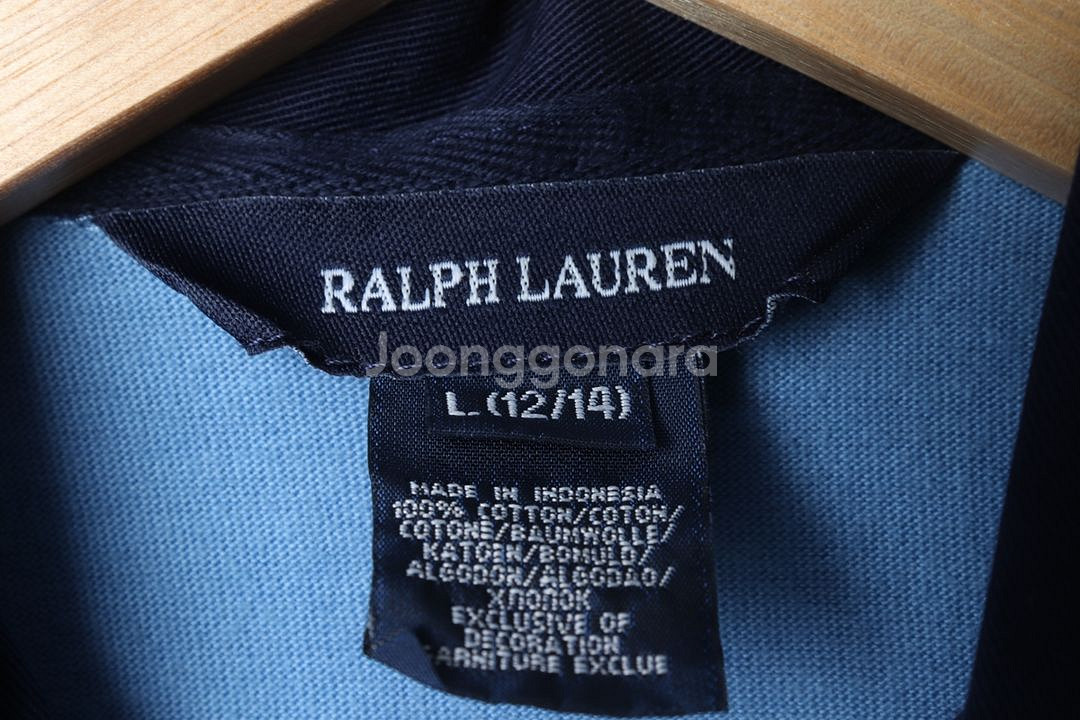 RALPH LAUREN
Joonggonara
L (12/14)
MADE IN INDONESIA
100% COTTON/COTON/
COTONE/BAUMWOLLE/
KATOEN/BOMULD/
ALGODON/ALGODAO/
ХЛОПОК
EXCLUSIVE OF
DECORATION
GARNITURE EXCLUE